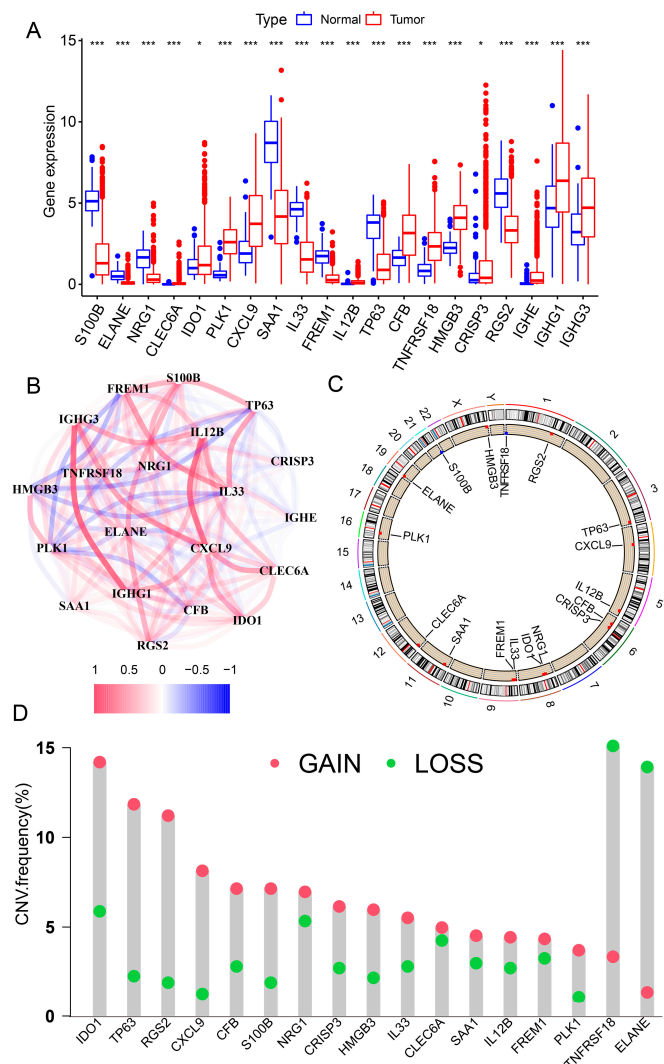 A
Type Normal Tumor
*** *** *** *** * *** *** *** *** *** *** *** *** *** *** * *** *** *** ***
Gene expression
15
10
5
0
S100B ELANE NRG1 CLEC6A IDO1 PLK1 CXCL9 SAA1 IL33 FREM1 IL12B TP63 CFB TNFRSF18 HMGB3 CRISP3 RGS2 IGHE IGHG1 IGHG3
B
S100B
FREM1
TP63
IGHG3
IL12B
TNFRSF18
NRG1
CRISP3
HMGB3
IL33
IGHE
ELANE
PLK1
CXCL9
CLEC6A
SAA1
IGHG1
CFB
IDO1
RGS2
1 0.5 0 -0.5 -1
C
1
2
3
5
6
7
8
9
10
11
12
13
14
15
16
17
18
19
20
21
22
X
Y
HMGB3
TNFRSF18
RGS2
S100B
ELANE
PLK1
TP63
CXCL9
IL12B
CFB
CRISP3
NRG1
IDO1
IL33
FREM1
SAA1
CLEC6A
D
GAIN LOSS
CNV.frequency(%)
15
10
5
0
IDO1 TP63 RGS2 CXCL9 CFB S100B NRG1 CRISP3 HMGB3 IL33 CLEC6A SAA1 IL12B FREM1 PLK1 TNFRSF18 ELANE